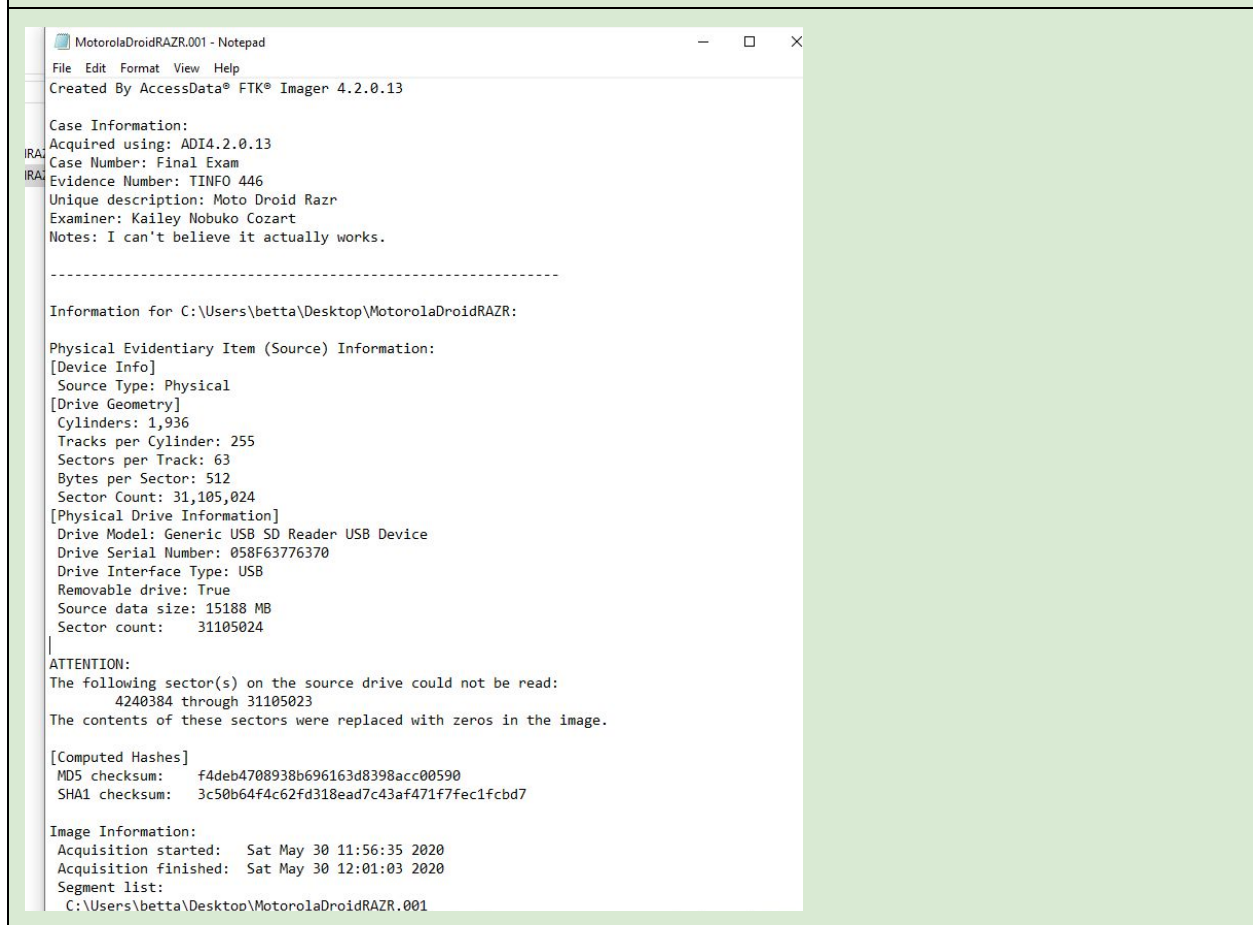 MotorolaDroidRAZR.001 - Notepad
File Edit Format View Help
Created By AccessData® FTK® Imager 4.2.0.13
Case Information:
Acquired using: ADI4.2.0.13
Case Number: Final Exam
Evidence Number: TINFO 446
Unique description: Moto Droid Razr
Examiner: Kailey Nobuko Cozart
Notes: I can't believe it actually works.
--------------------------------------------------------------
Information for C:\Users\betta\Desktop\MotorolaDroidRAZR:
Physical Evidentiary Item (Source) Information:
[Device Info]
Source Type: Physical
[Drive Geometry]
Cylinders: 1,936
Tracks per Cylinder: 255
Sectors per Track: 63
Bytes per Sector: 512
Sector Count: 31,105,024
[Physical Drive Information]
Drive Model: Generic USB SD Reader USB Device
Drive Serial Number: 058F63776370
Drive Interface Type: USB
Removable drive: True
Source data size: 15188 MB
Sector count: 31105024
ATTENTION:
The following sector(s) on the source drive could not be read:
4240384 through 31105023
The contents of these sectors were replaced with zeros in the image.
[Computed Hashes]
MD5 checksum: f4deb4708938b696163d8398acc00590
SHA1 checksum: 3c50b64f4c62fd318ead7c43af471f7fec1fcbd7
Image Information:
Acquisition started: Sat May 30 11:56:35 2020
Acquisition finished: Sat May 30 12:01:03 2020
Segment list:
C:\Users\betta\Desktop\MotorolaDroidRAZR.001